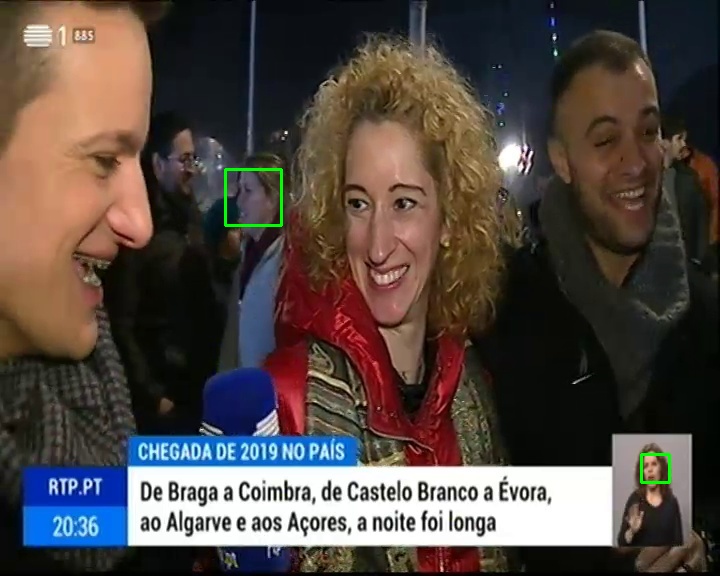 1 885
CHEGADA DE 2019 NO PAÍS
RTP.PT
De Braga a Coimbra, de Castelo Branco a Évora,
20:36
ao Algarve e aos Açores, a noite foi longa